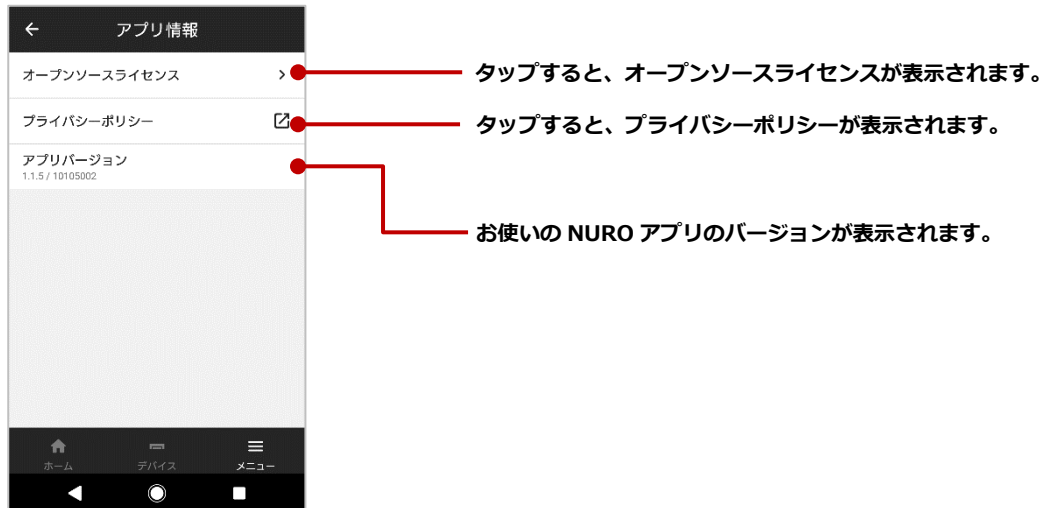 アプリ情報
オープンソースライセンス
タップすると、オープンソースライセンスが表示されます。
プライバシーポリシー
タップすると、プライバシーポリシーが表示されます。
アプリバージョン
1.1.5 / 10105002
お使いの NURO アプリのバージョンが表示されます。
ホーム
デバイス
メニュー